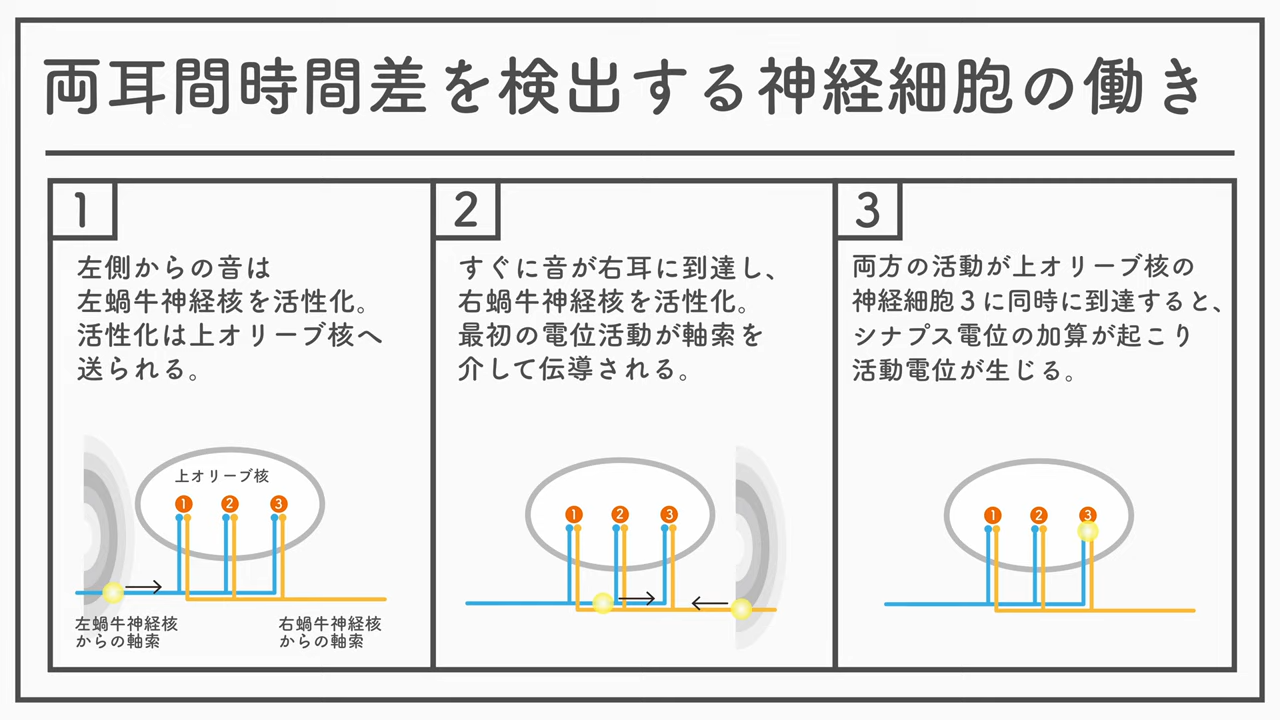 両耳間時間差を検出する神経細胞の働き
1
左側からの音は
左蝸牛神経核を活性化。
活性化は上オリーブ核へ
送られる。
上オリーブ核
1 2 3
左蝸牛神経核
からの軸索
右蝸牛神経核
からの軸索
2
すぐに音が右耳に到達し、
右蝸牛神経核を活性化。
最初の電位活動が軸索を
介して伝導される。
1 2 3
3
両方の活動が上オリーブ核の
神経細胞3に同時に到達すると、
シナプス電位の加算が起こり
活動電位が生じる。
1 2 3